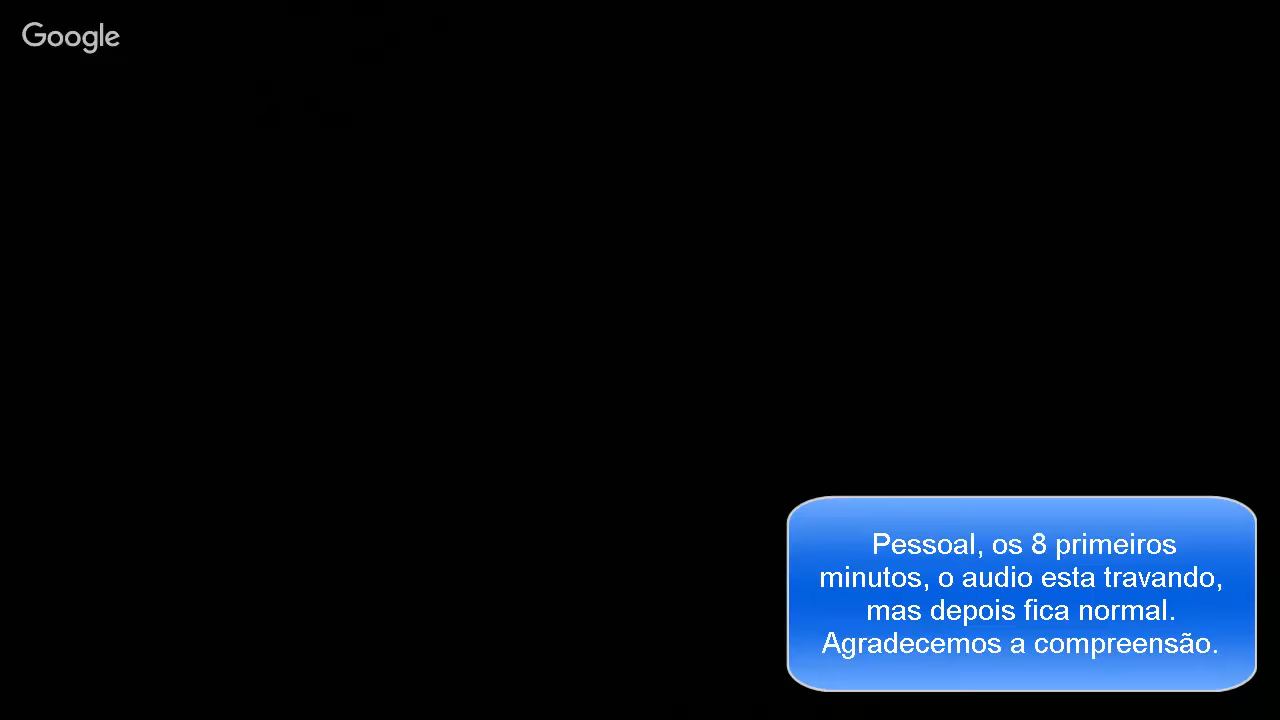 Google
Pessoal, os 8 primeiros
minutos, o audio esta travando,
mas depois fica normal.
Agradecemos a compreensão.